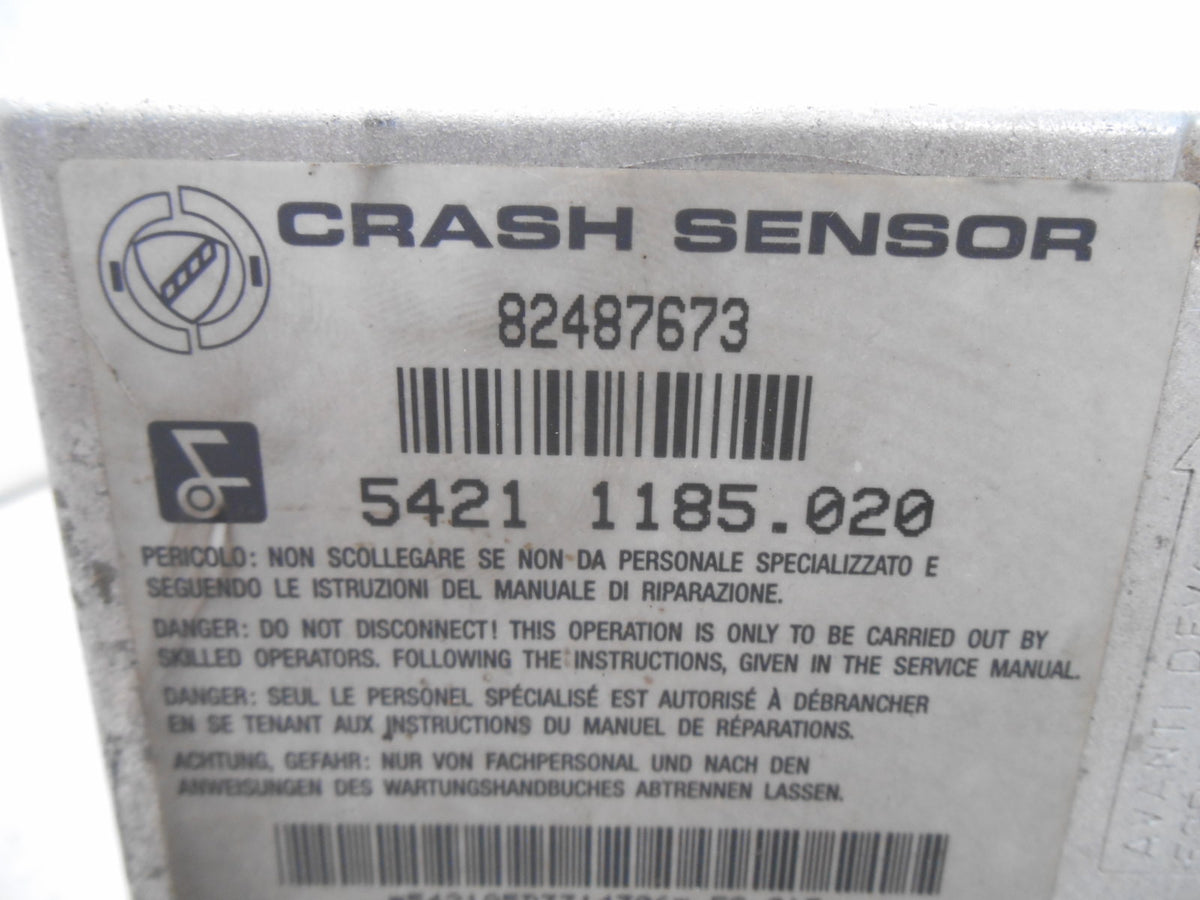 CRASH SENSOR
82487673
5421 1185.020
PERICOLO: NON SCOLLEGARE SE NON DA PERSONALE SPECIALIZZATO E
SEGUENDO LE ISTRUZIONI DEL MANUALE DI RIPARAZIONE.
DANGER: DO NOT DISCONNECT! THIS OPERATION IS ONLY TO BE CARRIED OUT BY
SKILLED OPERATORS. FOLLOWING THE INSTRUCTIONS, GIVEN IN THE SERVICE MANUAL.
DANGER: SEUL LE PERSONEL SPÉCIALISÉ EST AUTORISÉ À DÉBRANCHER
EN SE TENANT AUX INSTRUCTIONS DU MANUEL DE RÉPARATIONS.
ACHTUNG, GEFAHR: NUR VON FACHPERSONAL UND NACH DEN
ANWEISUNGEN DES WARTUNGSHANDBUCHES ABTRENNEN LASSEN.
AVANTI